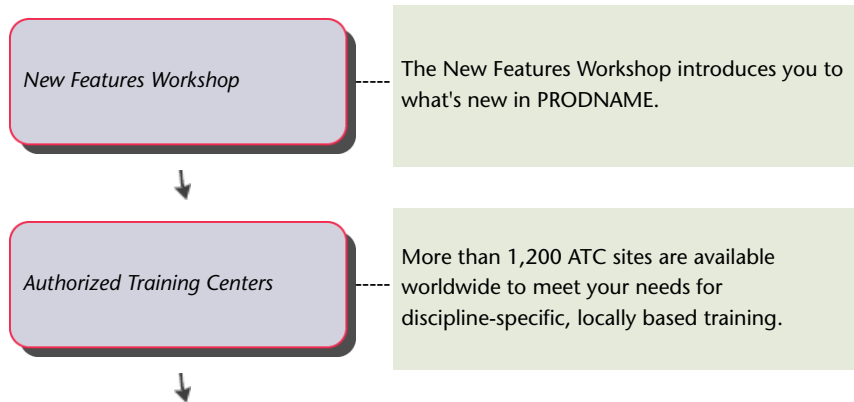 New Features Workshop
The New Features Workshop introduces you to
what's new in PRODNAME.
Authorized Training Centers
More than 1,200 ATC sites are available
worldwide to meet your needs for
discipline-specific, locally based training.